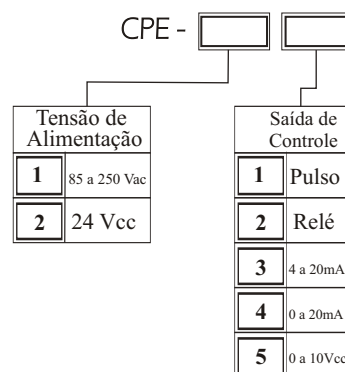 CPE -
Tensão de
Alimentação
1 85 a 250 Vac
2 24 Vcc
Saída de
Controle
1 Pulso
2 Relé
3 4 a 20mA
4 0 a 20mA
5 0 a 10Vcc